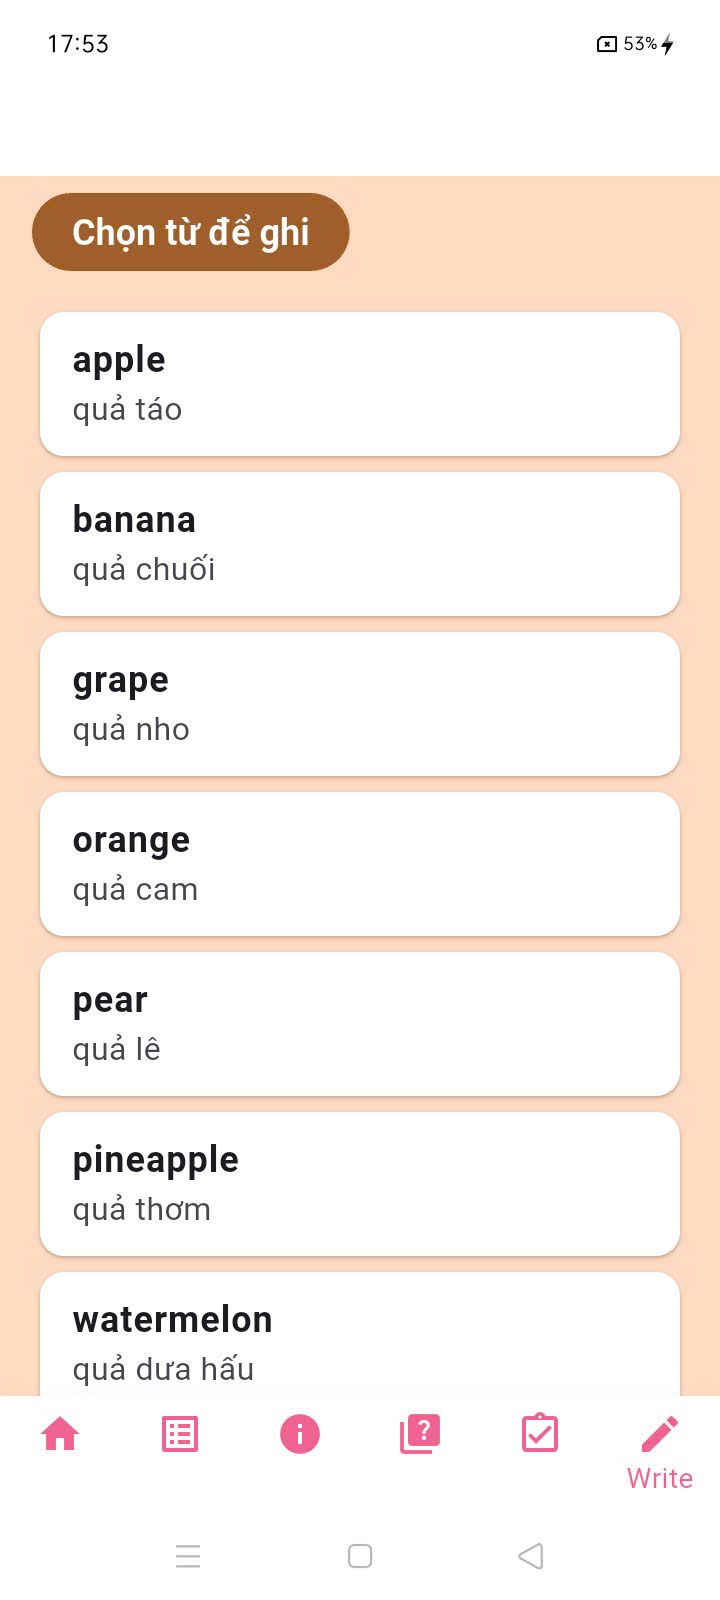 17:53
53%
Chọn từ để ghi
apple
quả táo
banana
quả chuối
grape
quả nho
orange
quả cam
pear
quả lê
pineapple
quả thơm
watermelon
quả dưa hấu
Write